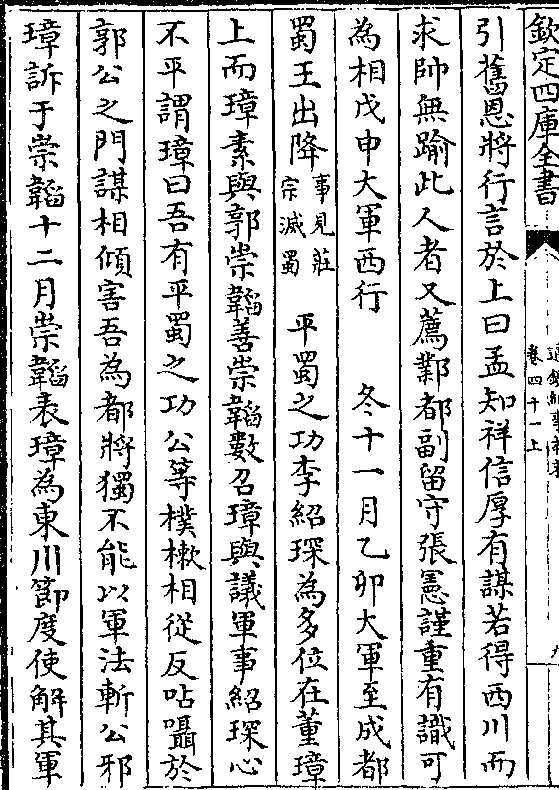 欽定四庫全書
卷四十一上
引舊恩將行言於上曰孟知祥信厚有謀若得西川而
求帥無踰此人者又薦鄴都副留守張憲謹重有識可
為相戊申大軍西行　冬十一月乙卯大軍至成都
蜀王出降事見莊宗滅蜀　平蜀之功李紹琛為多位在董璋
上而璋素與郭崇韜善崇韜數召璋與議軍事紹琛心
不平謂璋曰吾有平蜀之功公等樸樕相從反呫囁於
郭公之門謀相傾害吾為都將獨不能以軍法斬公邪
璋訴于崇韜十二月崇韜表璋為東川節度使解其軍